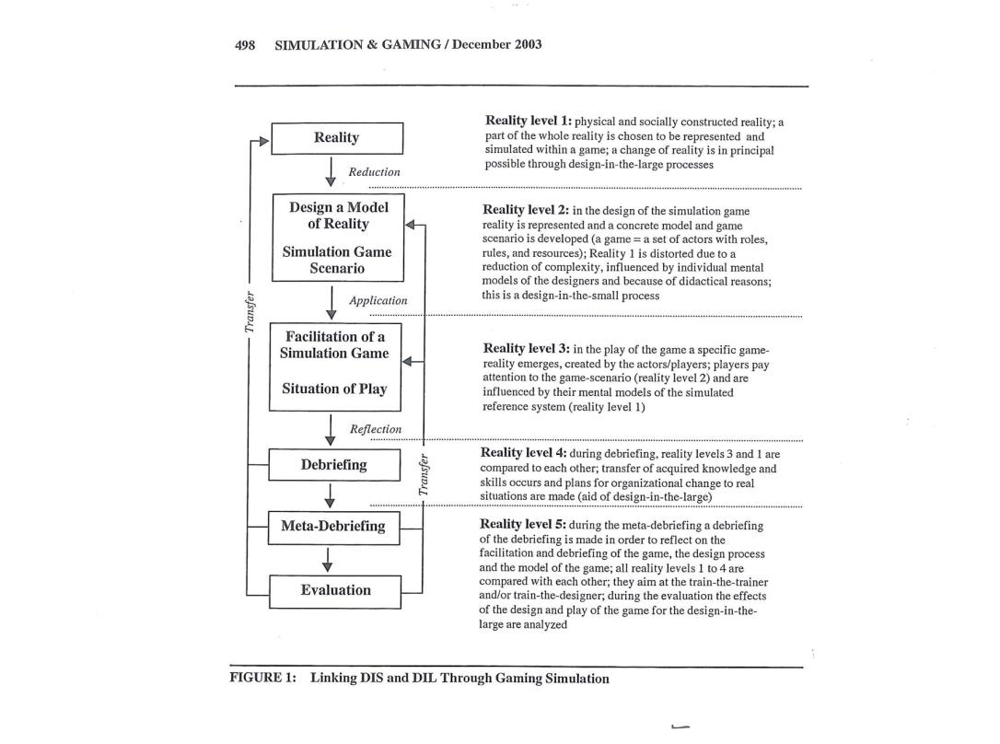 498 SIMULATION & GAMING / December 2003
Reality
Reduction
Design a Model
of Reality
Simulation Game
Scenario
Application
Facilitation of a
Simulation Game
Situation of Play
Reflection
Debriefing
Meta-Debriefing
Evaluation
Transfer
Transfer
Reality level 1: physical and socially constructed reality; a
part of the whole reality is chosen to be represented and
simulated within a game; a change of reality is in principal
possible through design-in-the-large processes
Reality level 2: in the design of the simulation game
reality is represented and a concrete model and game
scenario is developed (a game = a set of actors with roles,
rules, and resources); Reality 1 is distorted due to a
reduction of complexity, influenced by individual mental
models of the designers and because of didactical reasons;
this is a design-in-the-small process
Reality level 3: in the play of the game a specific game-
reality emerges, created by the actors/players; players pay
attention to the game-scenario (reality level 2) and are
influenced by their mental models of the simulated
reference system (reality level 1)
Reality level 4: during debriefing, reality levels 3 and 1 are
compared to each other; transfer of acquired knowledge and
skills occurs and plans for organizational change to real
situations are made (aid of design-in-the-large)
Reality level 5: during the meta-debriefing a debriefing
of the debriefing is made in order to reflect on the
facilitation and debriefing of the game, the design process
and the model of the game; all reality levels 1 to 4 are
compared with each other; they aim at the train-the-trainer
and/or train-the-designer; during the evaluation the effects
of the design and play of the game for the design-in-the-
large are analyzed
FIGURE 1: Linking DIS and DIL Through Gaming Simulation